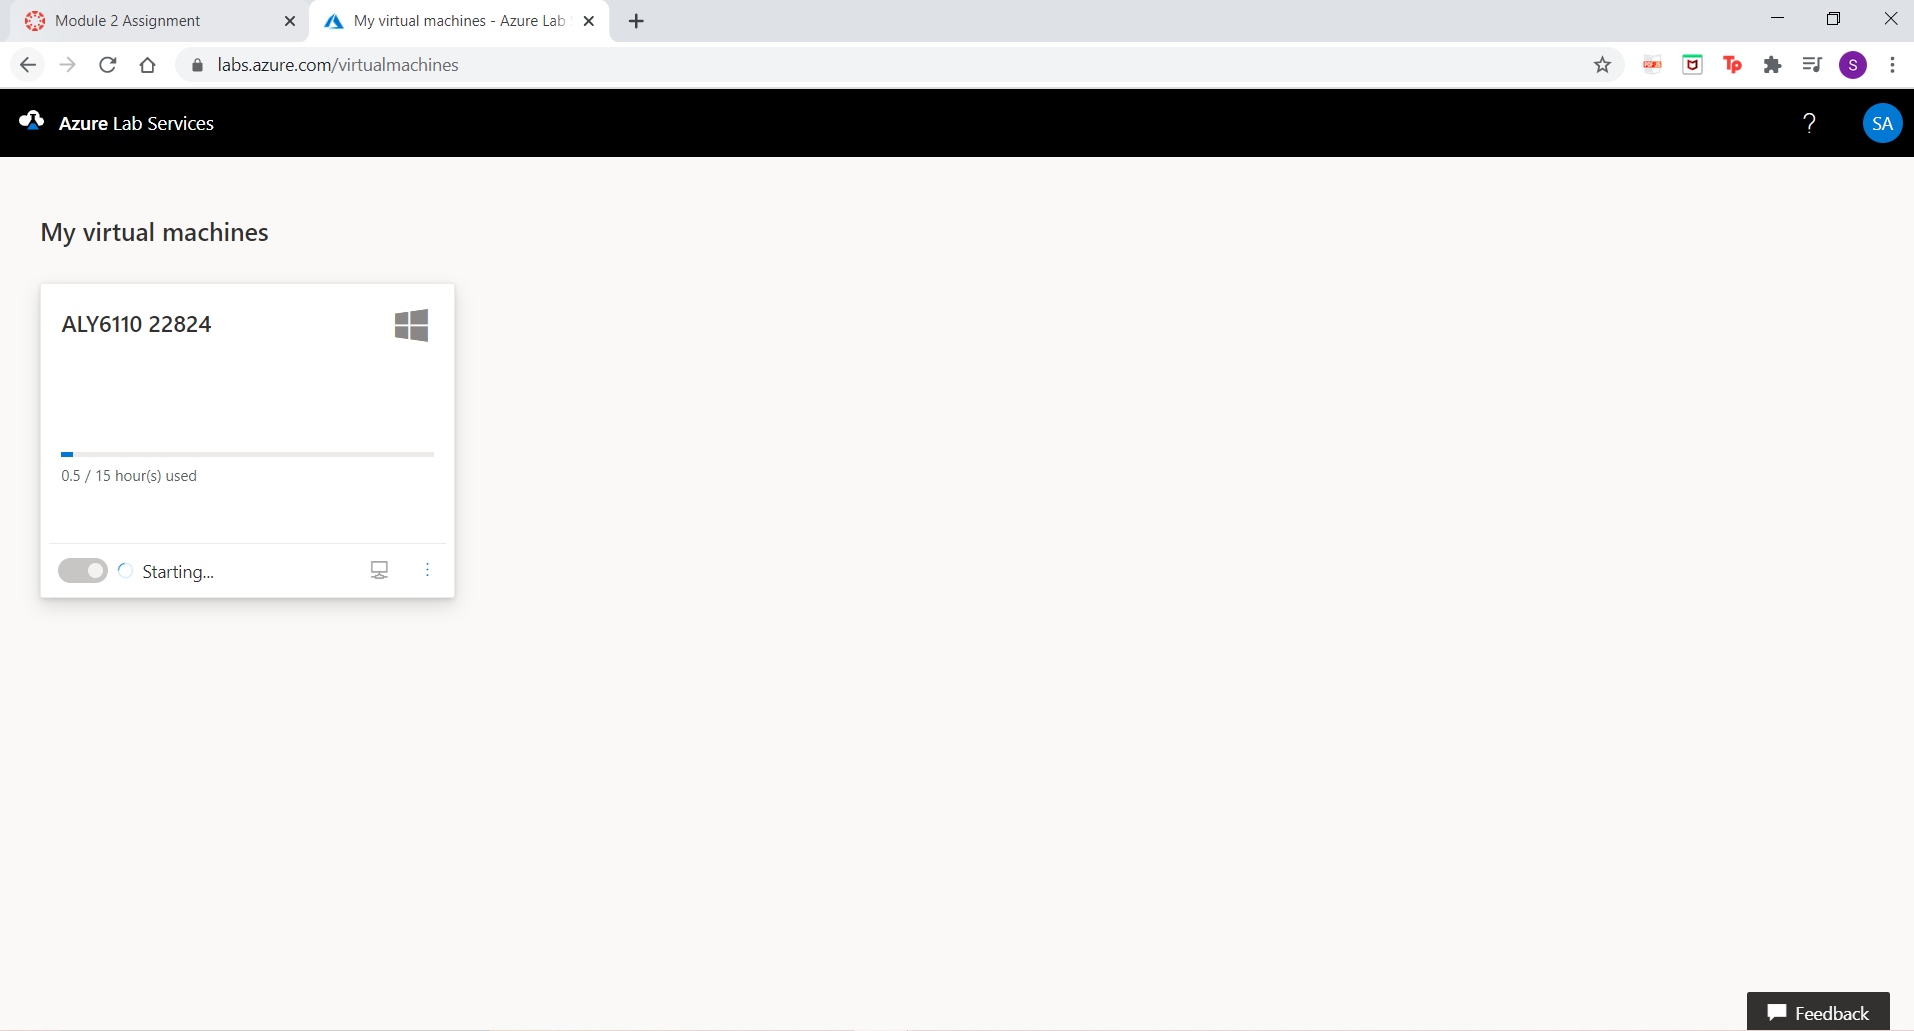 Module 2 Assignment
My virtual machines - Azure Lab
labs.azure.com/virtualmachines
Tp
S
Azure Lab Services
?
SA
My virtual machines
ALY6110 22824
0.5 / 15 hour(s) used
Starting...
Feedback